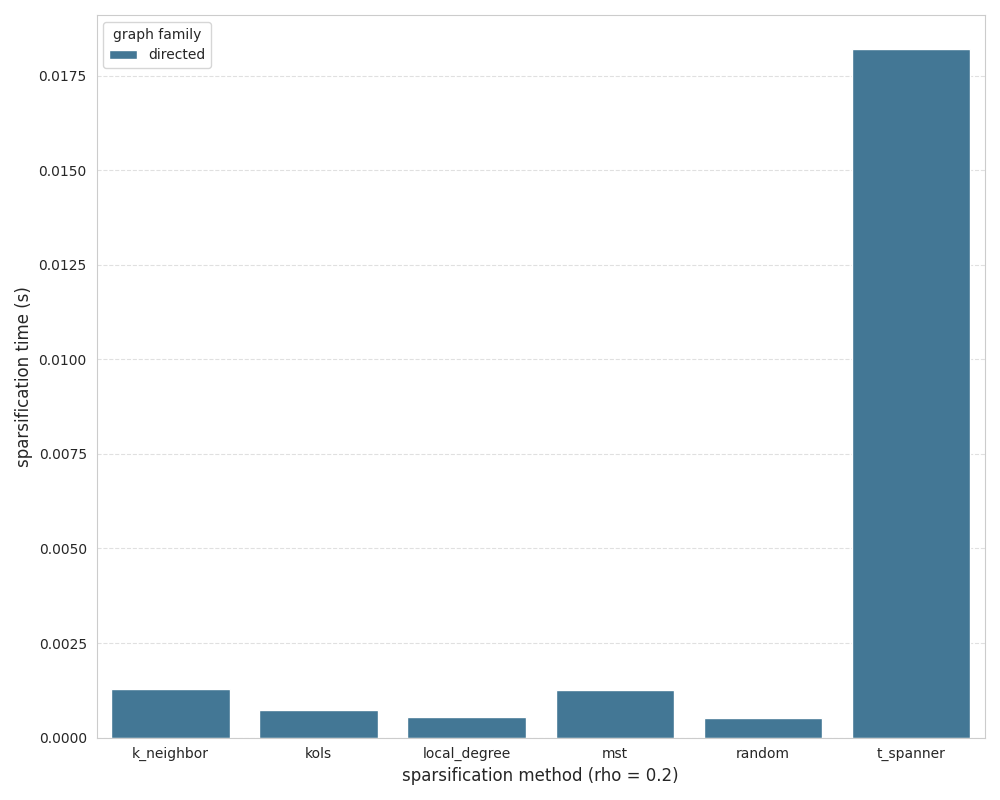 graph family
directed
sparsification time (s)
0.0175
0.0150
0.0125
0.0100
0.0075
0.0050
0.0025
0.0000
k_neighbor kols local_degree mst random t_spanner
sparsification method (rho = 0.2)